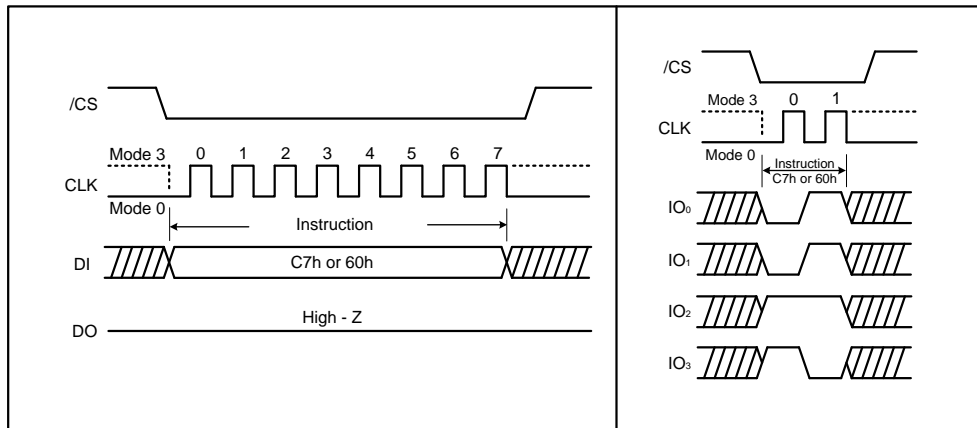 /CS
Mode 3
0 1 2 3 4 5 6 7
CLK
Mode 0
Instruction
DI
C7h or 60h
High - Z
DO
/CS
Mode 3
0 1
CLK
Mode 0
Instruction
C7h or 60h
IO₀
IO₁
IO₂
IO₃